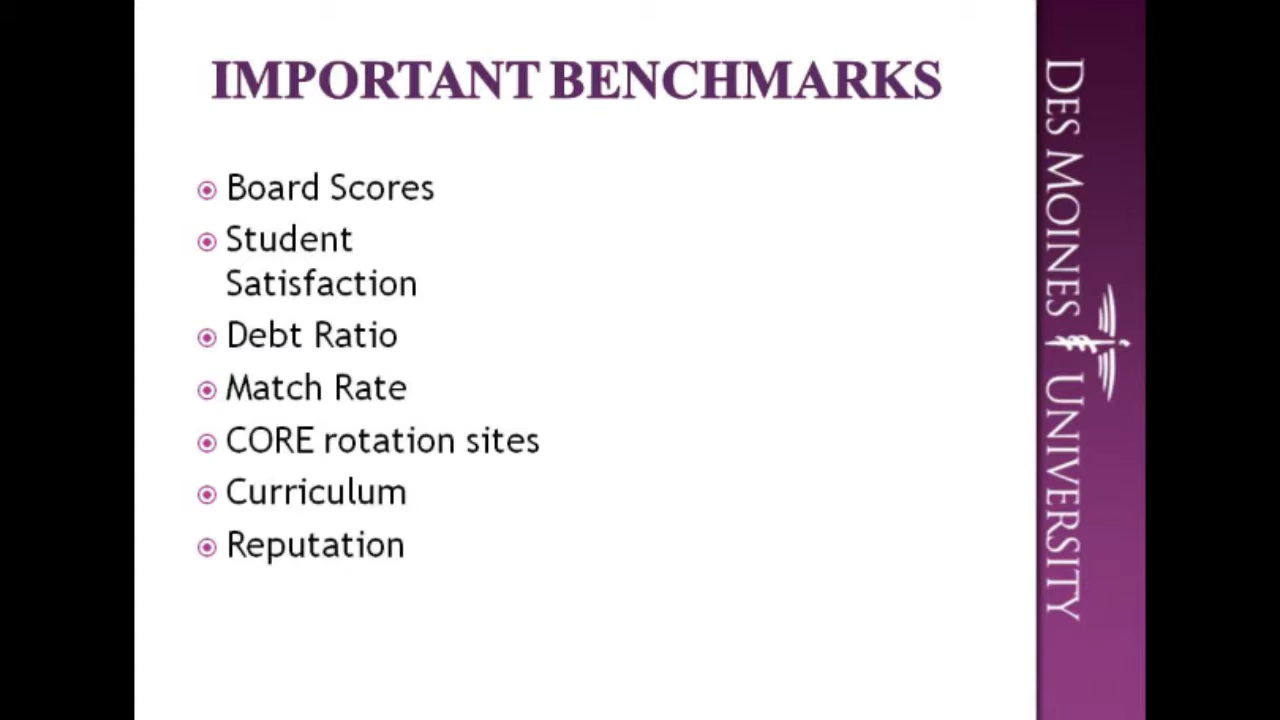 IMPORTANT BENCHMARKS
Board Scores
Student
Satisfaction
Debt Ratio
Match Rate
CORE rotation sites
Curriculum
Reputation
DES MOINES UNIVERSITY